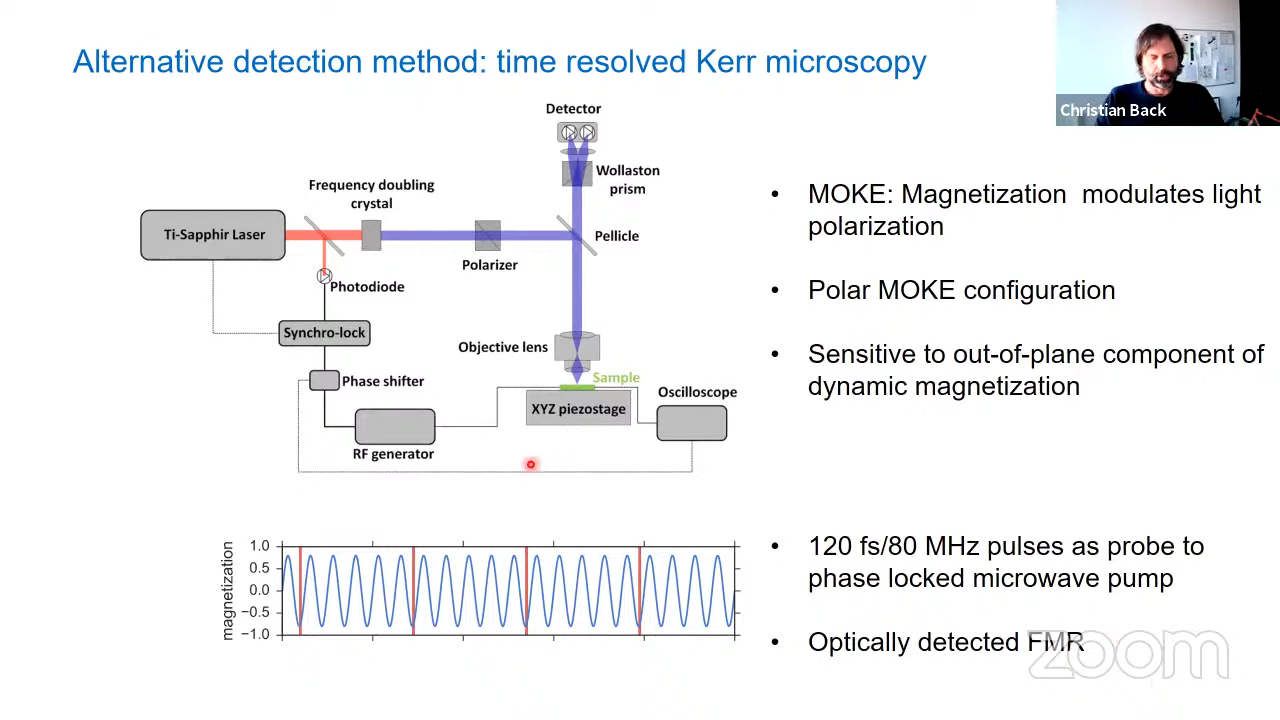 Alternative detection method: time resolved Kerr microscopy
Christian Back
Detector
Wollaston
prism
Frequency doubling
crystal
Ti-Sapphir Laser
Pellicle
Polarizer
Photodiode
Synchro-lock
Objective lens
Phase shifter
Sample
XYZ piezostage
Oscilloscope
RF generator
• MOKE: Magnetization modulates light
polarization
• Polar MOKE configuration
• Sensitive to out-of-plane component of
dynamic magnetization
magnetization
1.0
0.5
0.0
−0.5
−1.0
• 120 fs/80 MHz pulses as probe to
phase locked microwave pump
• Optically detected FMR
zoom